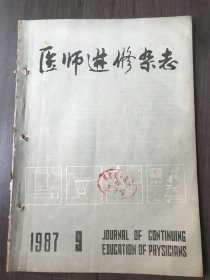 医师进修杂志
1987 9
JOURNAL OF CONTINUING
EDUCATION OF PHYSICIANS